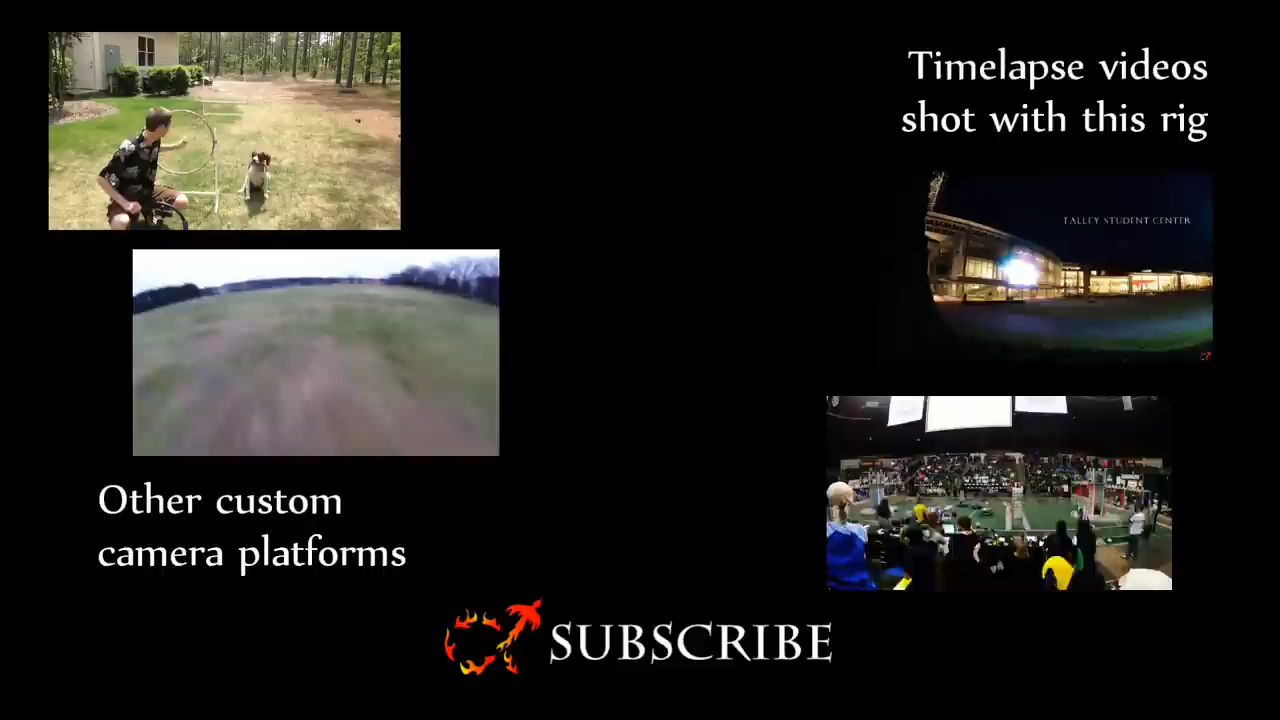 Timelapse videos
shot with this rig
TALLEY STUDENT CENTER
Other custom
camera platforms
SUBSCRIBE